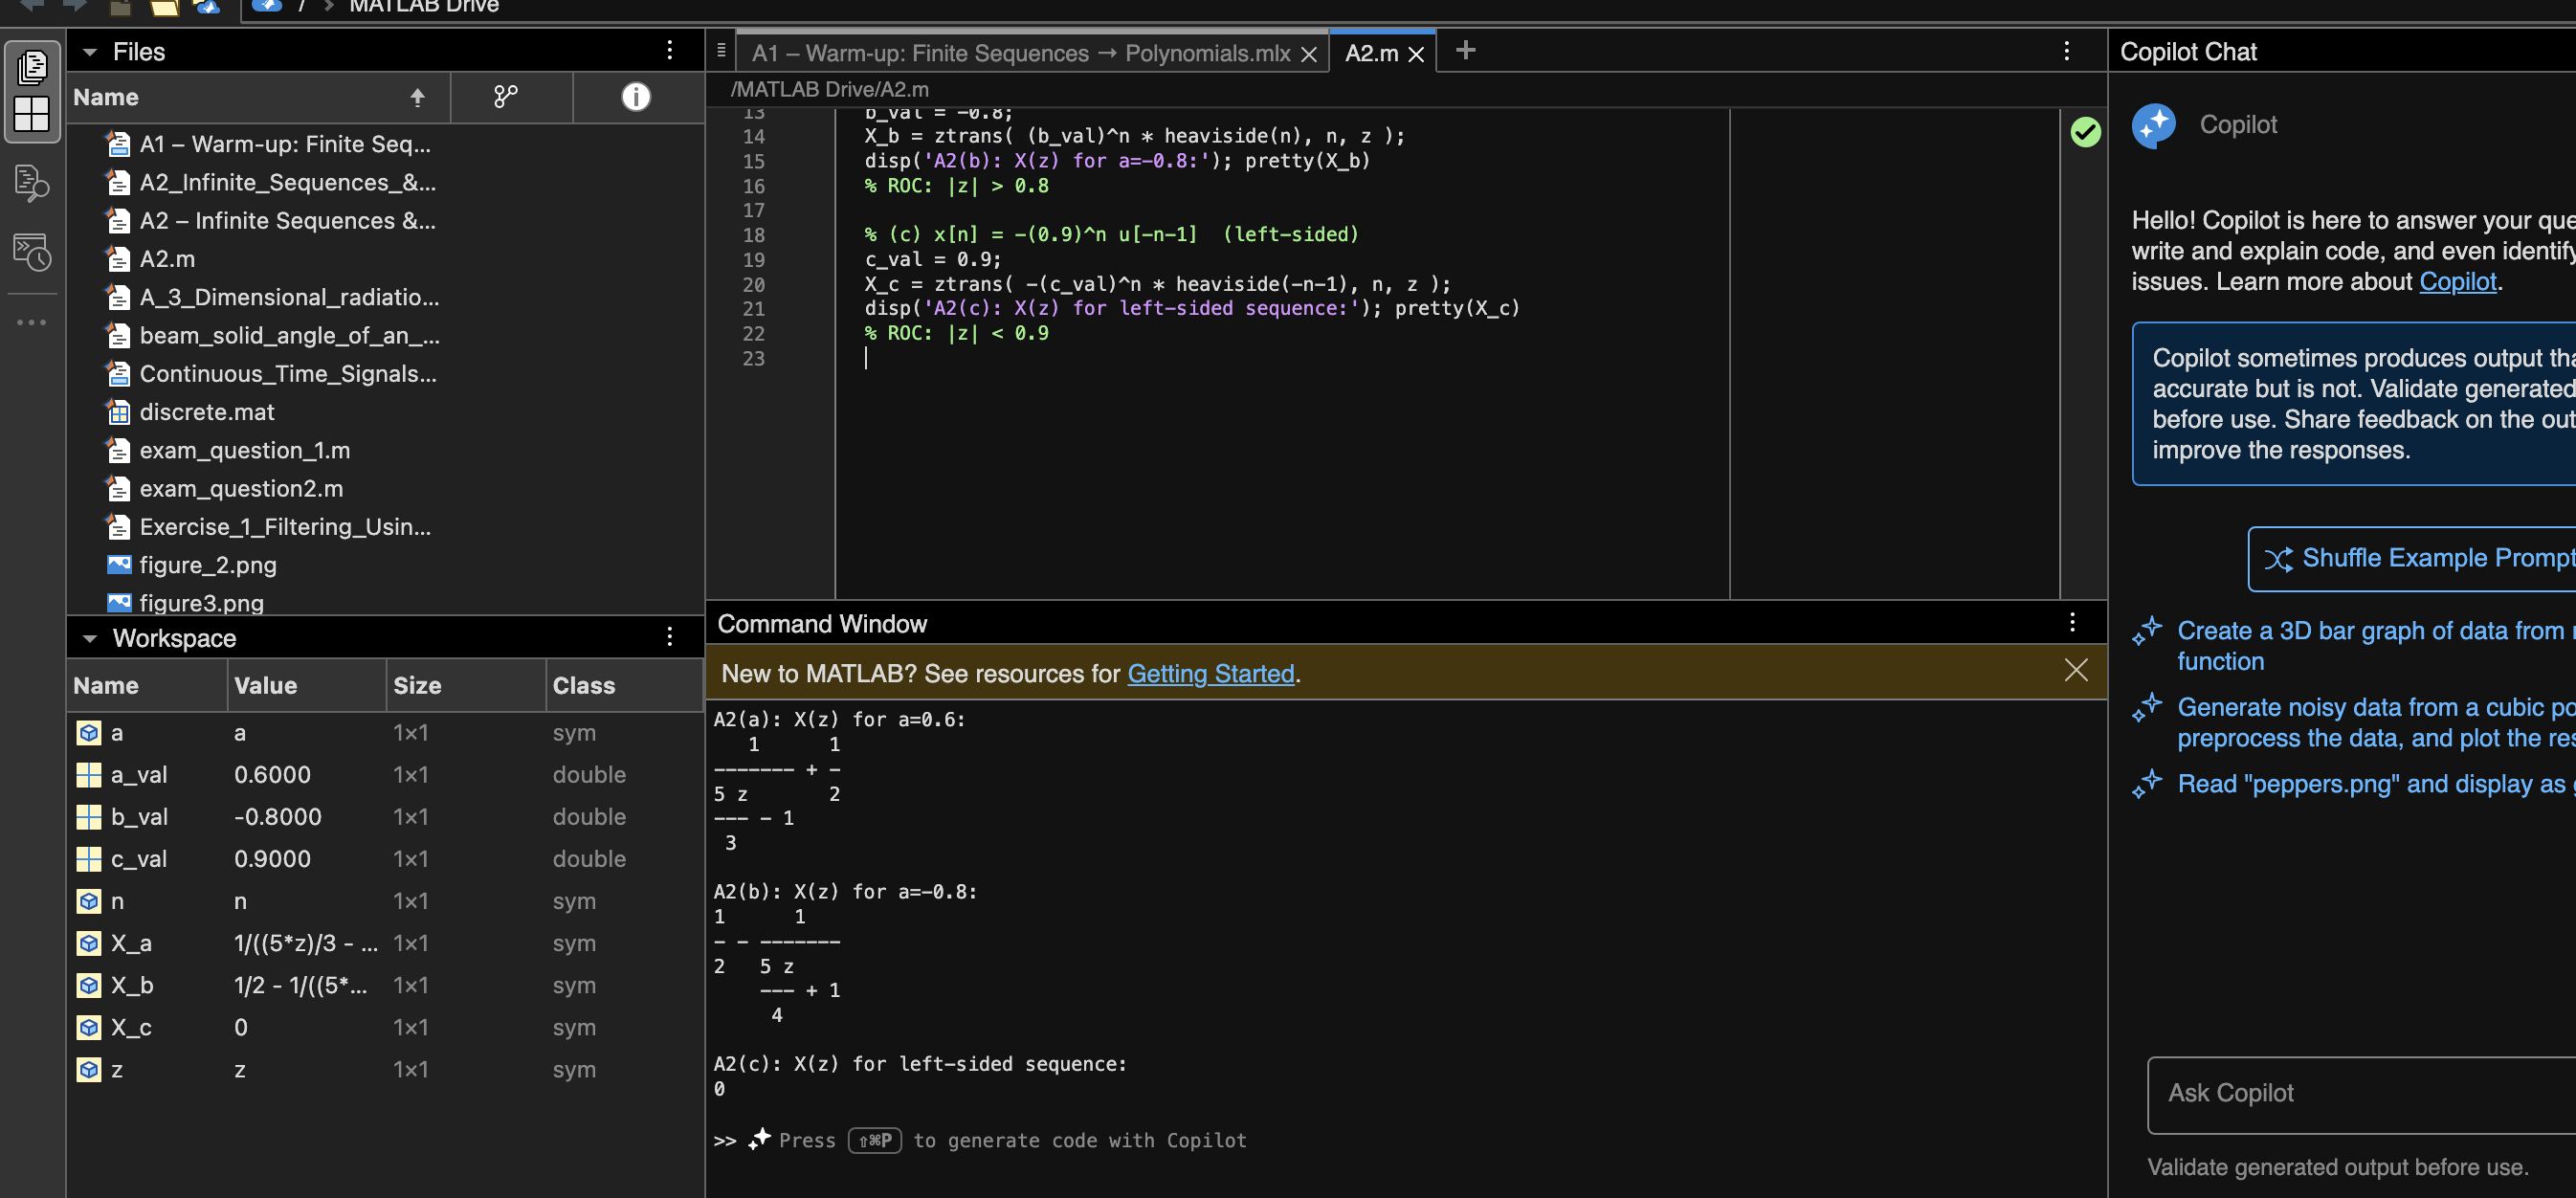 / > MATLAB Drive
Files
Name
A1 – Warm-up: Finite Seq...
A2_Infinite_Sequences_&...
A2 – Infinite Sequences &...
A2.m
A_3_Dimensional_radiatio...
beam_solid_angle_of_an_...
Continuous_Time_Signals...
discrete.mat
exam_question_1.m
exam_question2.m
Exercise_1_Filtering_Usin...
figure_2.png
figure3.png
Workspace
Name Value Size Class
a a 1×1 sym
a_val 0.6000 1×1 double
b_val -0.8000 1×1 double
c_val 0.9000 1×1 double
n n 1×1 sym
X_a 1/((5*z)/3 - ... 1×1 sym
X_b 1/2 - 1/((5*... 1×1 sym
X_c 0 1×1 sym
z z 1×1 sym
A1 – Warm-up: Finite Sequences → Polynomials.mlx
A2.m
/MATLAB Drive/A2.m
13 b_val = -0.8;
14 X_b = ztrans( (b_val)^n * heaviside(n), n, z );
15 disp('A2(b): X(z) for a=-0.8:'); pretty(X_b)
16 % ROC: |z| > 0.8
17
18 % (c) x[n] = -(0.9)^n u[-n-1]  (left-sided)
19 c_val = 0.9;
20 X_c = ztrans( -(c_val)^n * heaviside(-n-1), n, z );
21 disp('A2(c): X(z) for left-sided sequence:'); pretty(X_c)
22 % ROC: |z| < 0.9
23
Command Window
New to MATLAB? See resources for Getting Started.
A2(a): X(z) for a=0.6:
   1      1
------- + -
5 z       2
--- - 1
 3
A2(b): X(z) for a=-0.8:
1      1
- - -------
2   5 z
    --- + 1
     4
A2(c): X(z) for left-sided sequence:
0
>> Press ⇧⌘P to generate code with Copilot
Copilot Chat
Copilot
Hello! Copilot is here to answer your que
write and explain code, and even identify
issues. Learn more about Copilot.
Copilot sometimes produces output tha
accurate but is not. Validate generated
before use. Share feedback on the out
improve the responses.
Shuffle Example Prompt
Create a 3D bar graph of data from
function
Generate noisy data from a cubic po
preprocess the data, and plot the res
Read "peppers.png" and display as
Ask Copilot
Validate generated output before use.